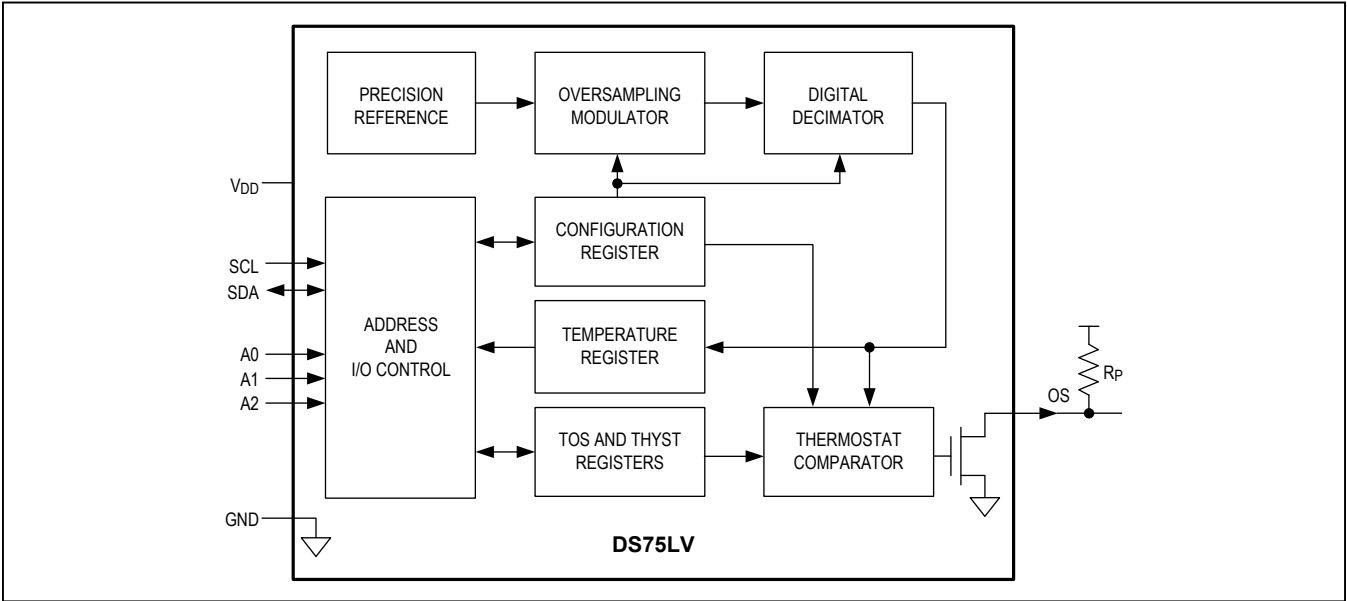 PRECISION
REFERENCE
OVERSAMPLING
MODULATOR
DIGITAL
DECIMATOR
VDD
SCL
SDA
A0
A1
A2
GND
ADDRESS
AND
I/O CONTROL
CONFIGURATION
REGISTER
TEMPERATURE
REGISTER
TOS AND THYST
REGISTERS
THERMOSTAT
COMPARATOR
OS
RP
DS75LV